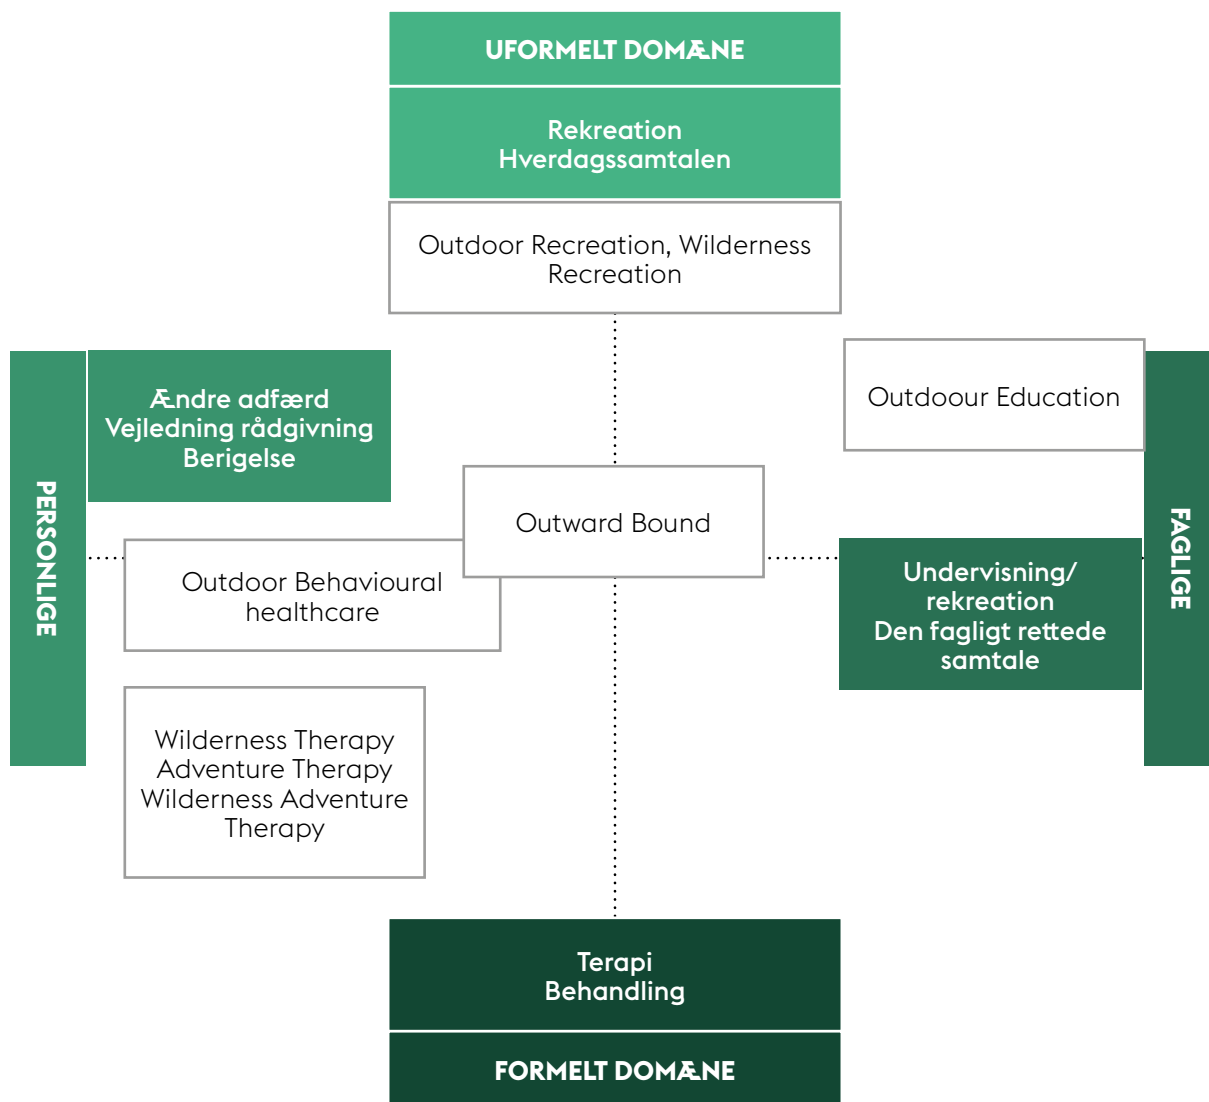 UFORMELT DOMÆNE
Rekreation
Hverdagssamtalen
Outdoor Recreation, Wilderness
Recreation
PERSONLIGE
Ændre adfærd
Vejledning rådgivning
Berigelse
Outdoour Education
FAGLIGE
Outward Bound
Outdoor Behavioural
healthcare
Undervisning/
rekreation
Den fagligt rettede
samtale
Wilderness Therapy
Adventure Therapy
Wilderness Adventure
Therapy
Terapi
Behandling
FORMELT DOMÆNE